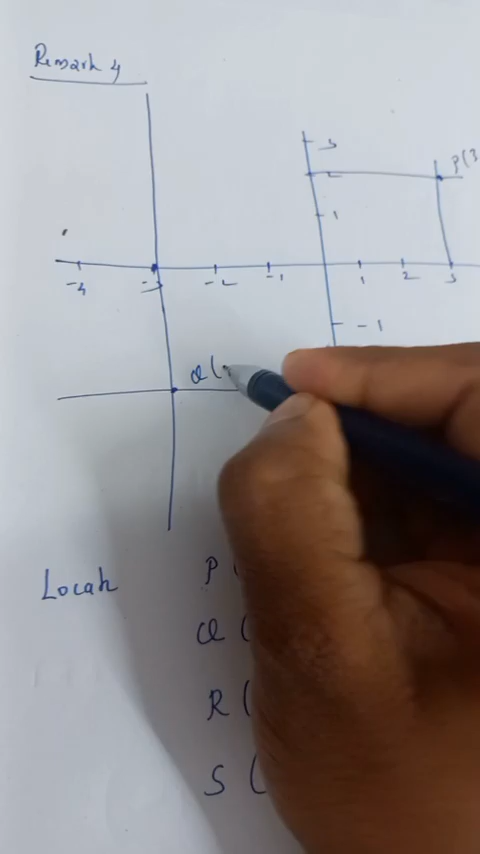 Remark 4
3
2
P(3
1
-4 -3 -2 -1 1 2 3
-1
Q(
Locate P (
Q (
R (
S (